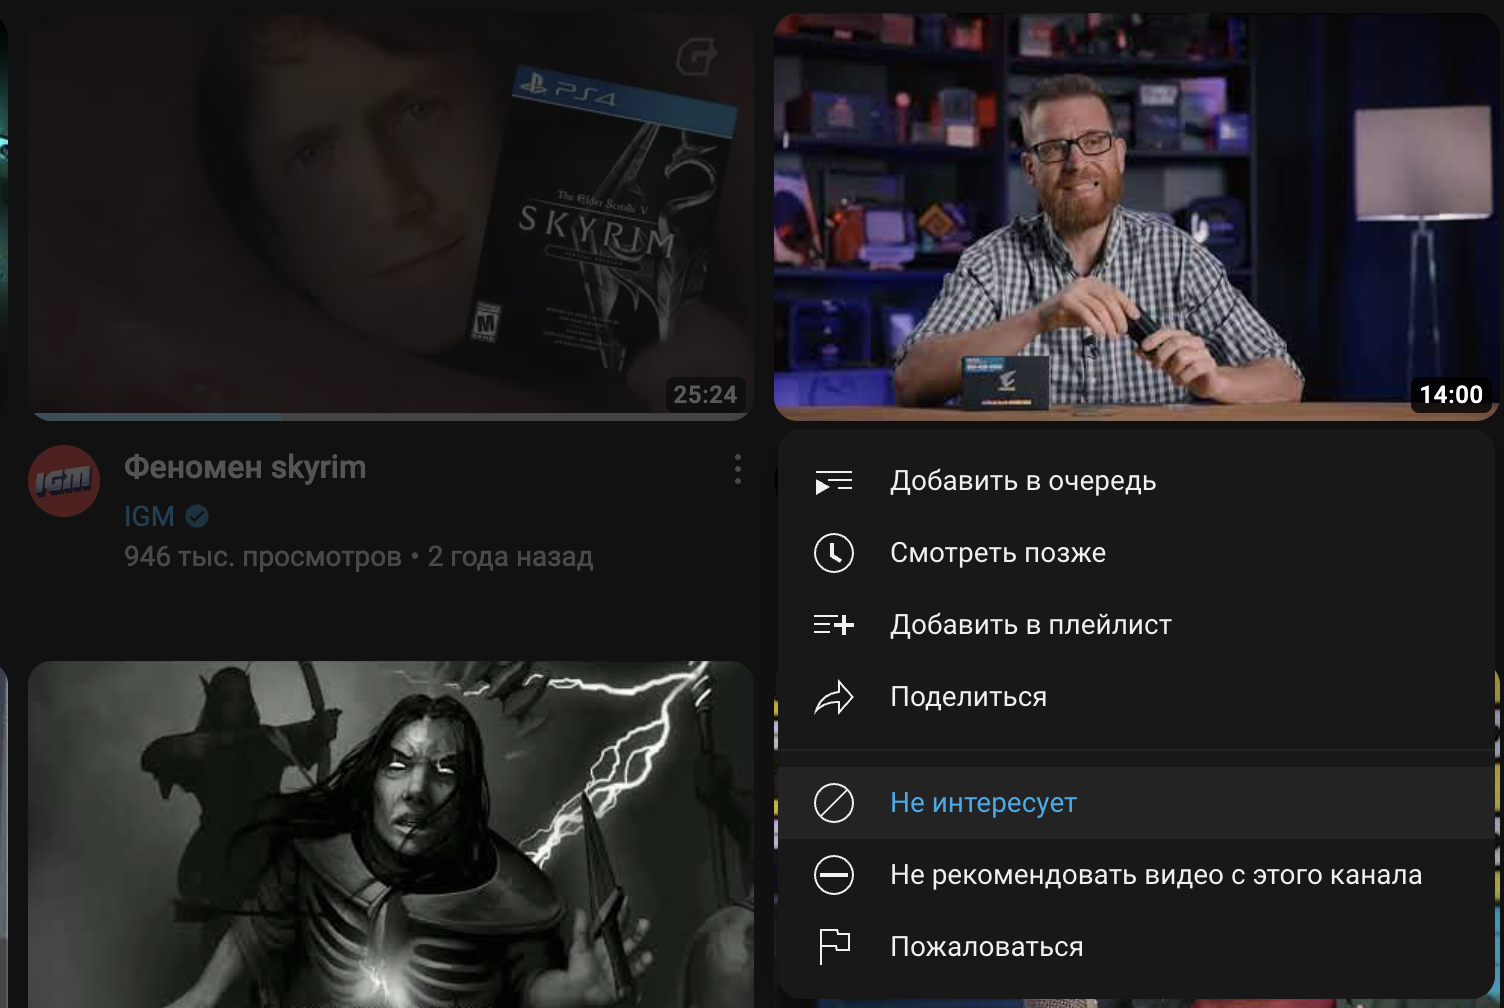 PS4
The Elder Scrolls V
SKYRIM
M
25:24
14:00
IGM
Феномен skyrim
IGM
946 тыс. просмотров • 2 года назад
Добавить в очередь
Смотреть позже
Добавить в плейлист
Поделиться
Не интересует
Не рекомендовать видео с этого канала
Пожаловаться